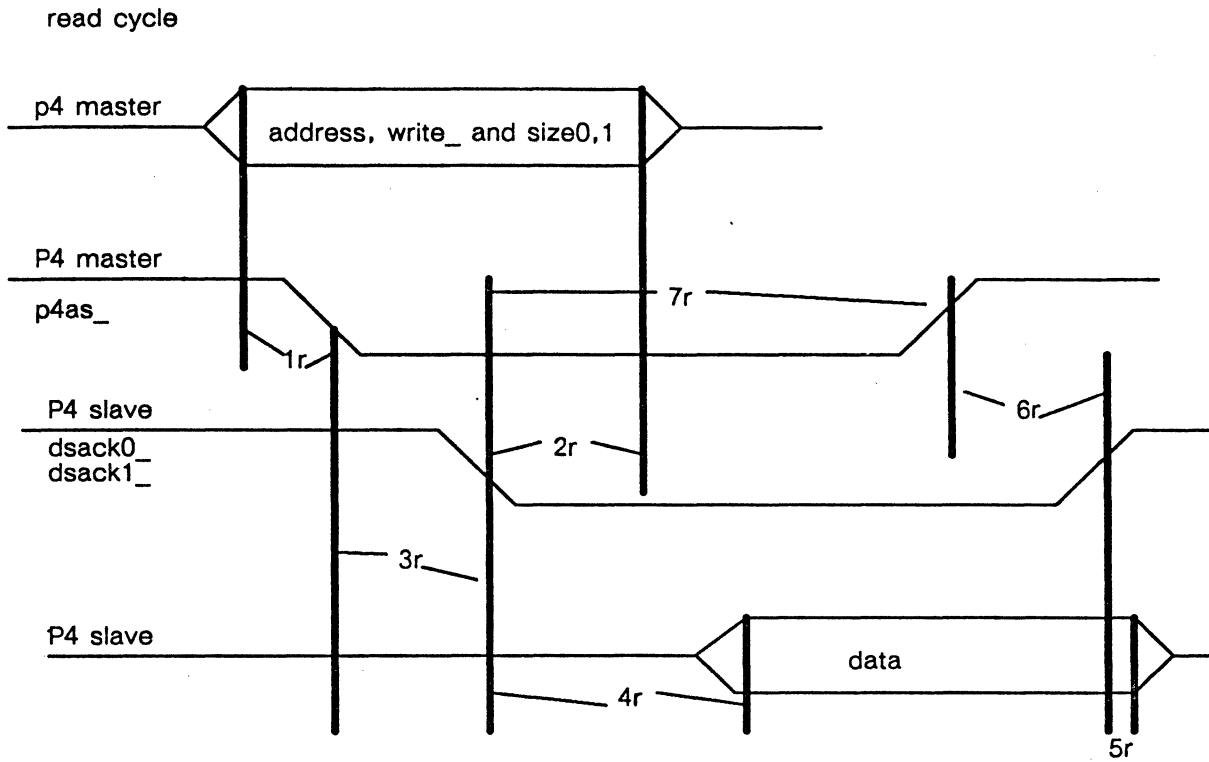 read cycle
p4 master
address, write_ and size0,1
P4 master
7r
p4as_
1r
P4 slave
6r
dsack0_
2r
dsack1_
3r
P4 slave
data
4r
5r